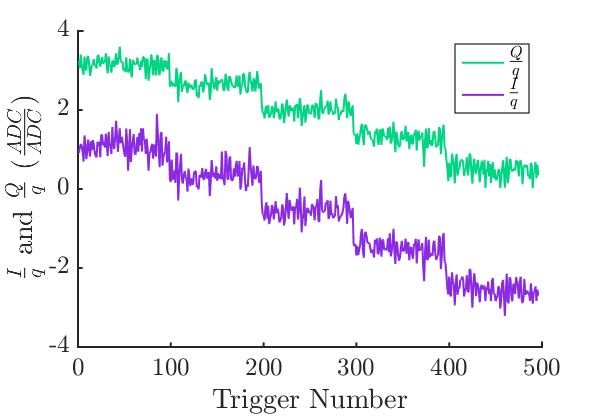 4
2
0
-2
-4
0 100 200 300 400 500
Trigger Number
I/q and Q/q (ADC/ADC)
Q/q
I/q